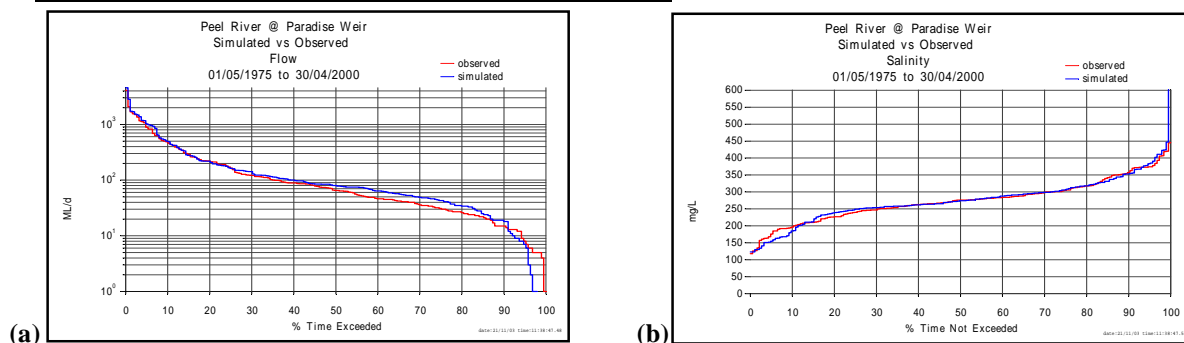 Peel River @ Paradise Weir
Simulated vs Observed
Flow
01/05/1975 to 30/04/2000
observed
simulated
10³
10²
10¹
10⁰
ML/d
0 10 20 30 40 50 60 70 80 90 100
% Time Exceeded
(a)
Peel River @ Paradise Weir
Simulated vs Observed
Salinity
01/05/1975 to 30/04/2000
observed
simulated
600
550
500
450
400
350
300
250
200
150
100
50
0
mg/L
0 10 20 30 40 50 60 70 80 90 100
% Time Not Exceeded
(b)